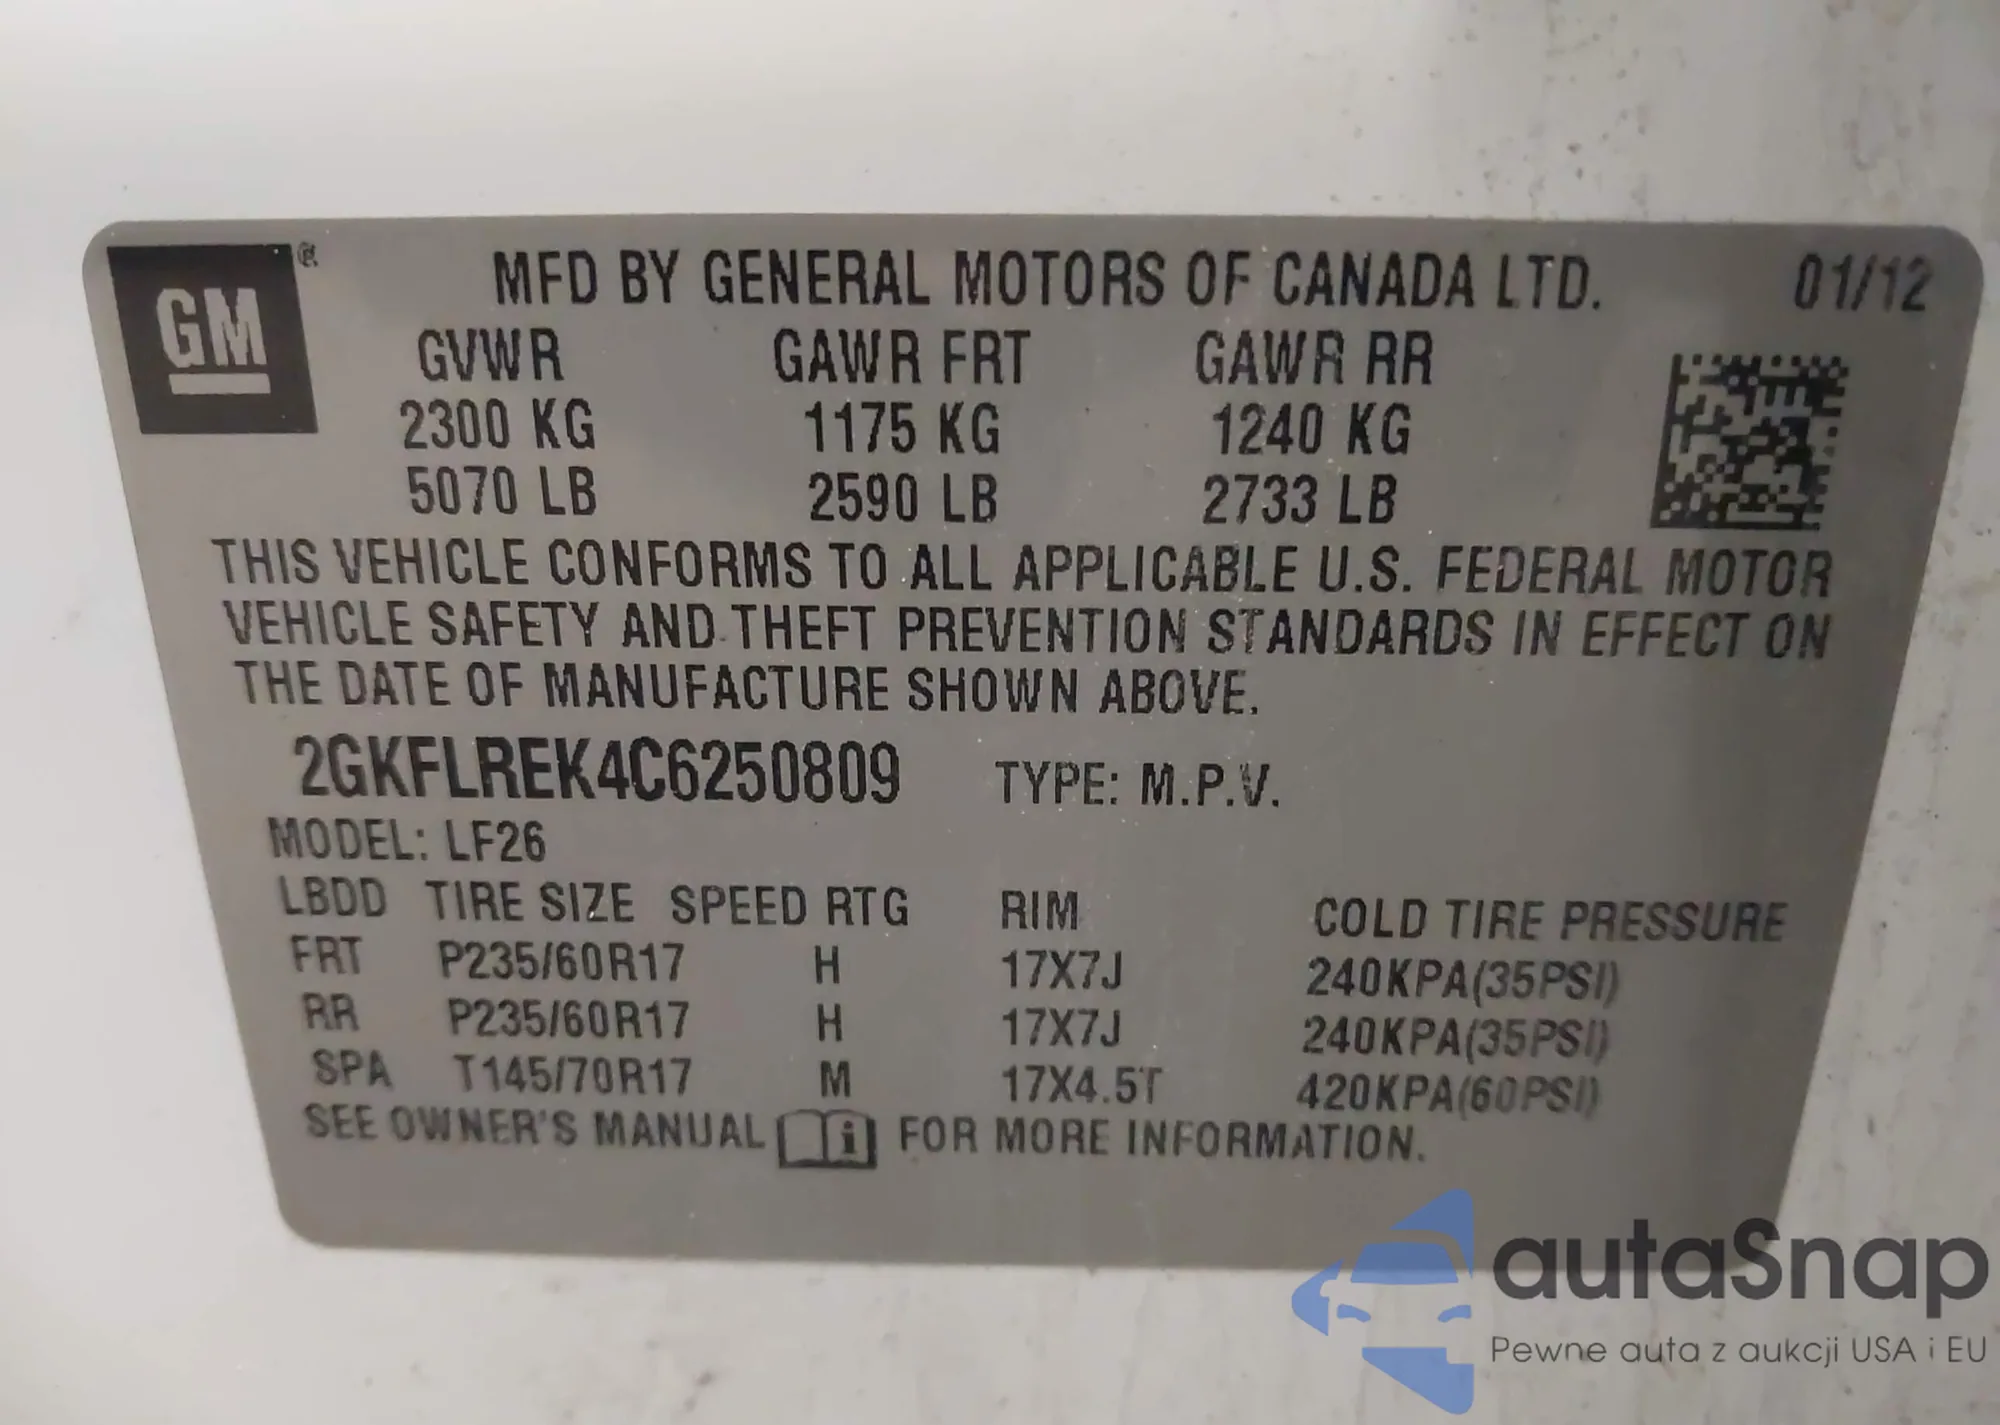 GM
®
MFD BY GENERAL MOTORS OF CANADA LTD. 01/12
GVWR GAWR FRT GAWR RR
2300 KG 1175 KG 1240 KG
5070 LB 2590 LB 2733 LB
THIS VEHICLE CONFORMS TO ALL APPLICABLE U.S. FEDERAL MOTOR
VEHICLE SAFETY AND THEFT PREVENTION STANDARDS IN EFFECT ON
THE DATE OF MANUFACTURE SHOWN ABOVE.
2GKFLREK4C6250809 TYPE: M.P.V.
MODEL: LF26
LBDD TIRE SIZE SPEED RTG RIM COLD TIRE PRESSURE
FRT P235/60R17 H 17X7J 240KPA(35PSI)
RR P235/60R17 H 17X7J 240KPA(35PSI)
SPA T145/70R17 M 17X4.5T 420KPA(60PSI)
SEE OWNER'S MANUAL i FOR MORE INFORMATION.
autaSnap
Pewne auta z aukcji USA i EU